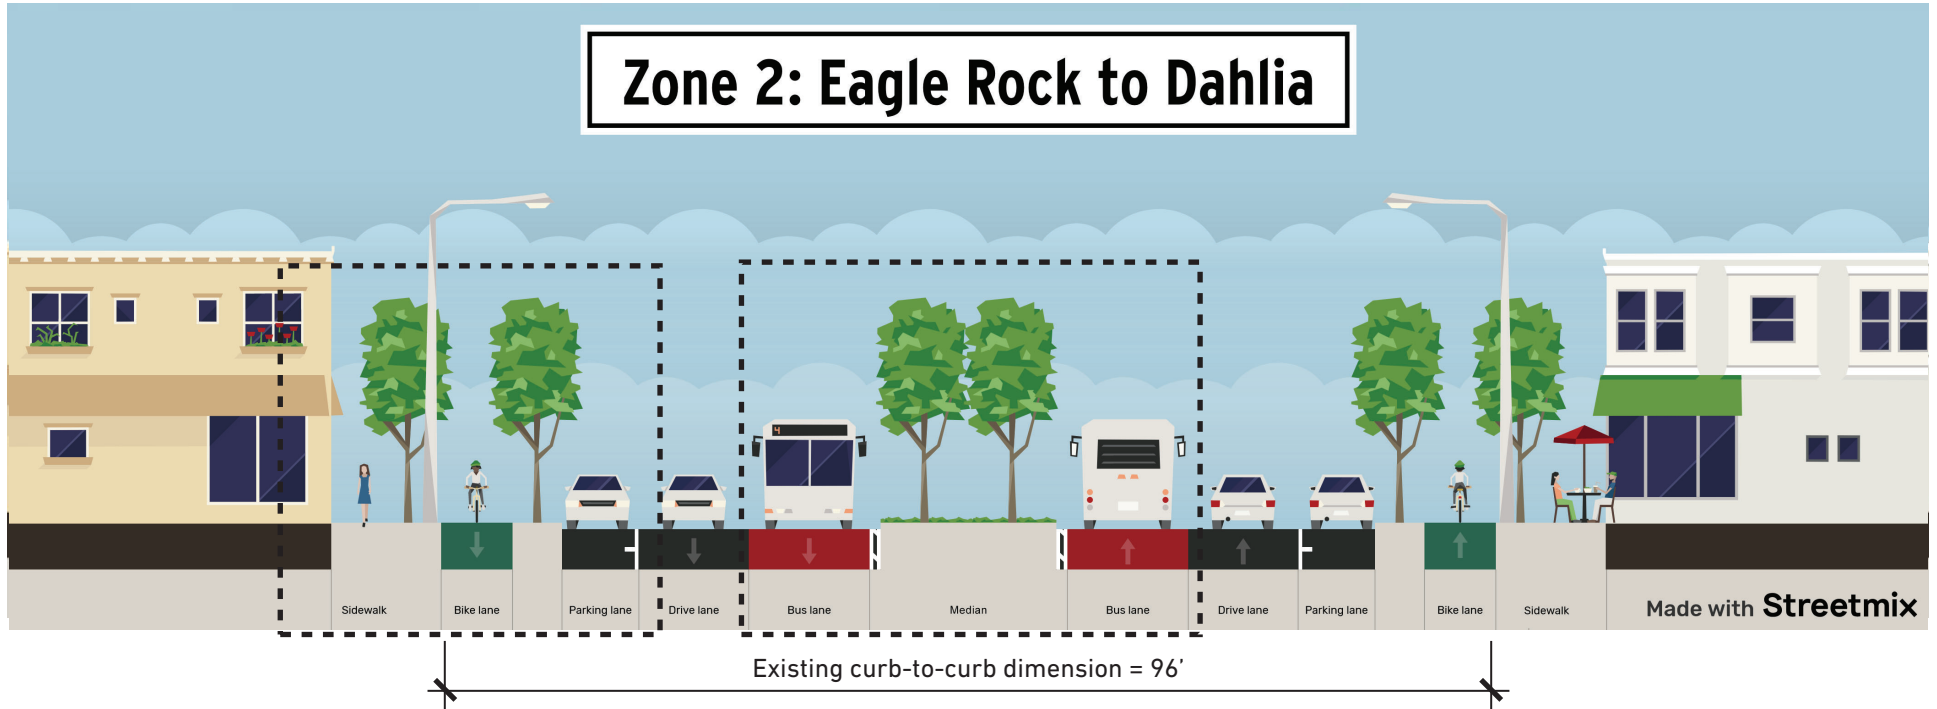 Zone 2: Eagle Rock to Dahlia
4
Sidewalk
Bike lane
Parking lane
Drive lane
Bus lane
Median
Bus lane
Drive lane
Parking lane
Bike lane
Sidewalk
Made with Streetmix
Existing curb-to-curb dimension = 96’